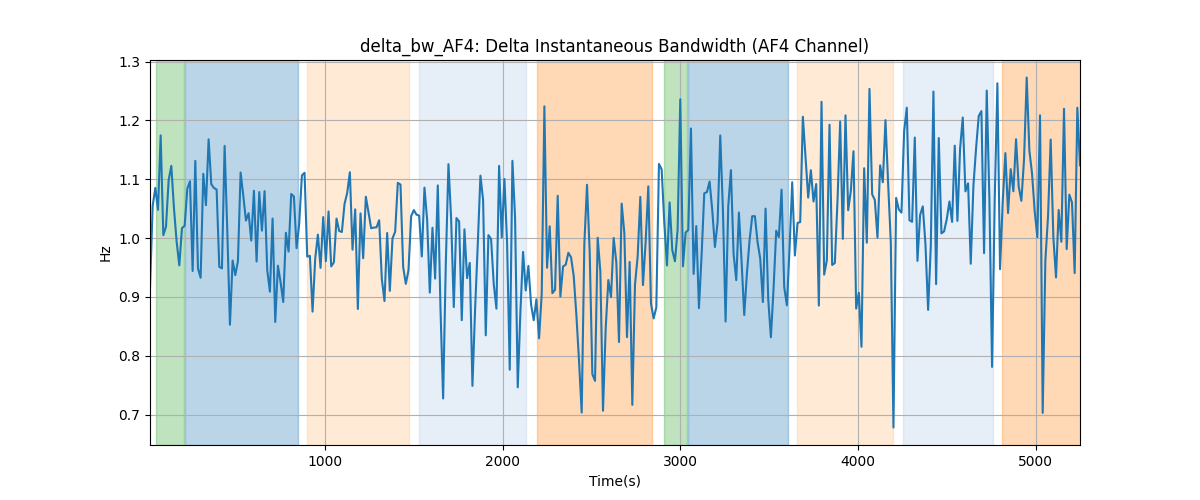 delta_bw_AF4: Delta Instantaneous Bandwidth (AF4 Channel)
1.3
1.2
1.1
1.0
0.9
0.8
0.7
Hz
1000 2000 3000 4000 5000
Time(s)